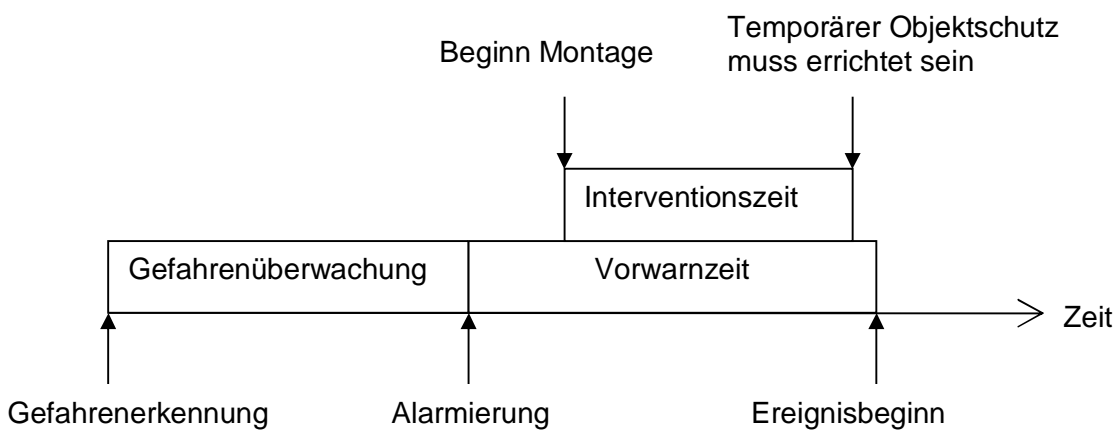 Temporärer Objektschutz
muss errichtet sein
Beginn Montage
Interventionszeit
Gefahrenüberwachung
Vorwarnzeit
Zeit
Gefahrenerkennung
Alarmierung
Ereignisbeginn